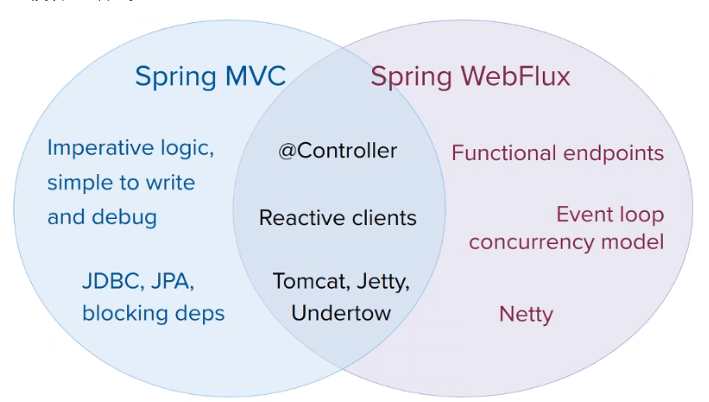 Spring MVC
Spring WebFlux
Imperative logic,
simple to write
and debug
JDBC, JPA,
blocking deps
@Controller
Reactive clients
Tomcat, Jetty,
Undertow
Functional endpoints
Event loop
concurrency model
Netty